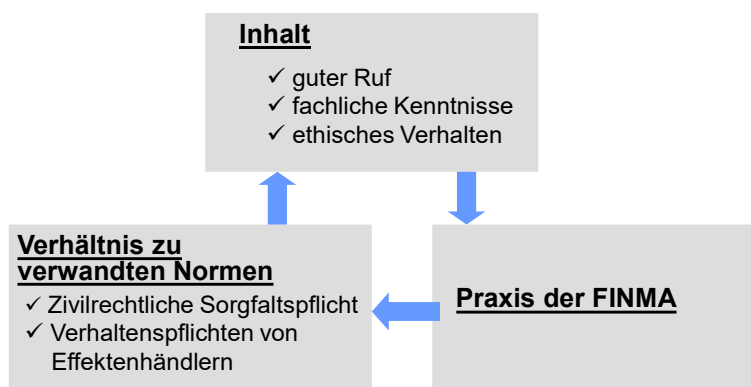 Inhalt
✓ guter Ruf
✓ fachliche Kenntnisse
✓ ethisches Verhalten
Verhältnis zu
verwandten Normen
✓ Zivilrechtliche Sorgfaltspflicht
✓ Verhaltenspflichten von
Effektenhändlern
Praxis der FINMA